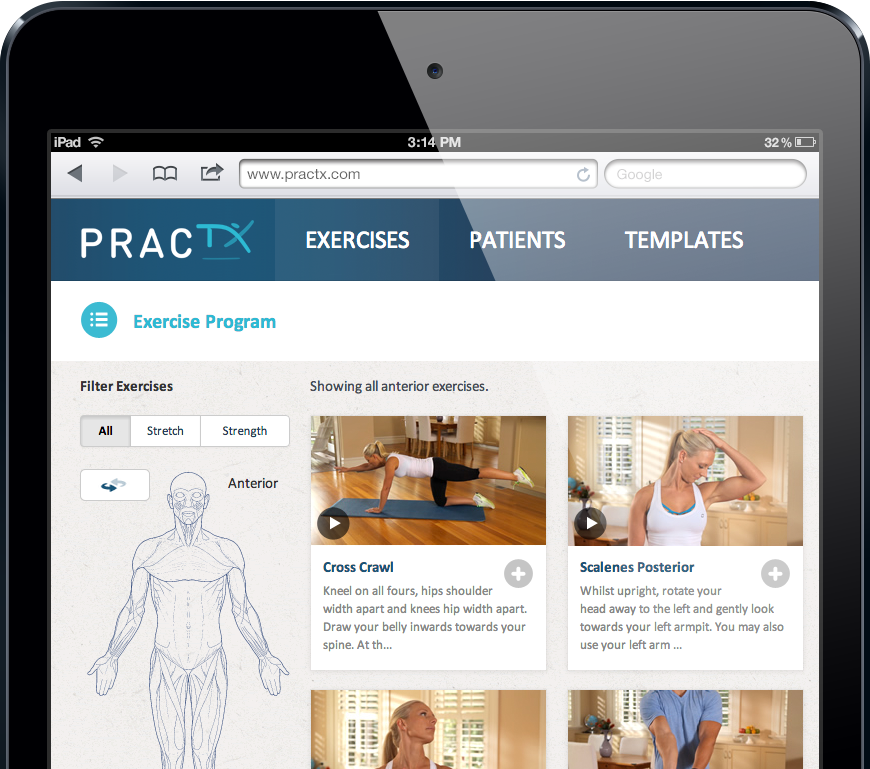 iPad 3:14 PM 32%
www.practx.com Google
PRACTX EXERCISES PATIENTS TEMPLATES
Exercise Program
Filter Exercises
Showing all anterior exercises.
All Stretch Strength
Anterior
Cross Crawl
Kneel on all fours, hips shoulder
width apart and knees hip width apart.
Draw your belly inwards towards your
spine. At th...
Scalenes Posterior
Whilst upright, rotate your
head away to the left and gently look
towards your left armpit. You may also
use your left arm ...